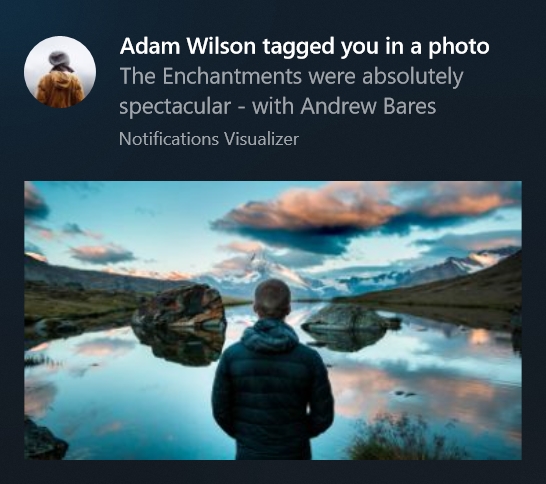 Adam Wilson tagged you in a photo
The Enchantments were absolutely
spectacular - with Andrew Bares
Notifications Visualizer